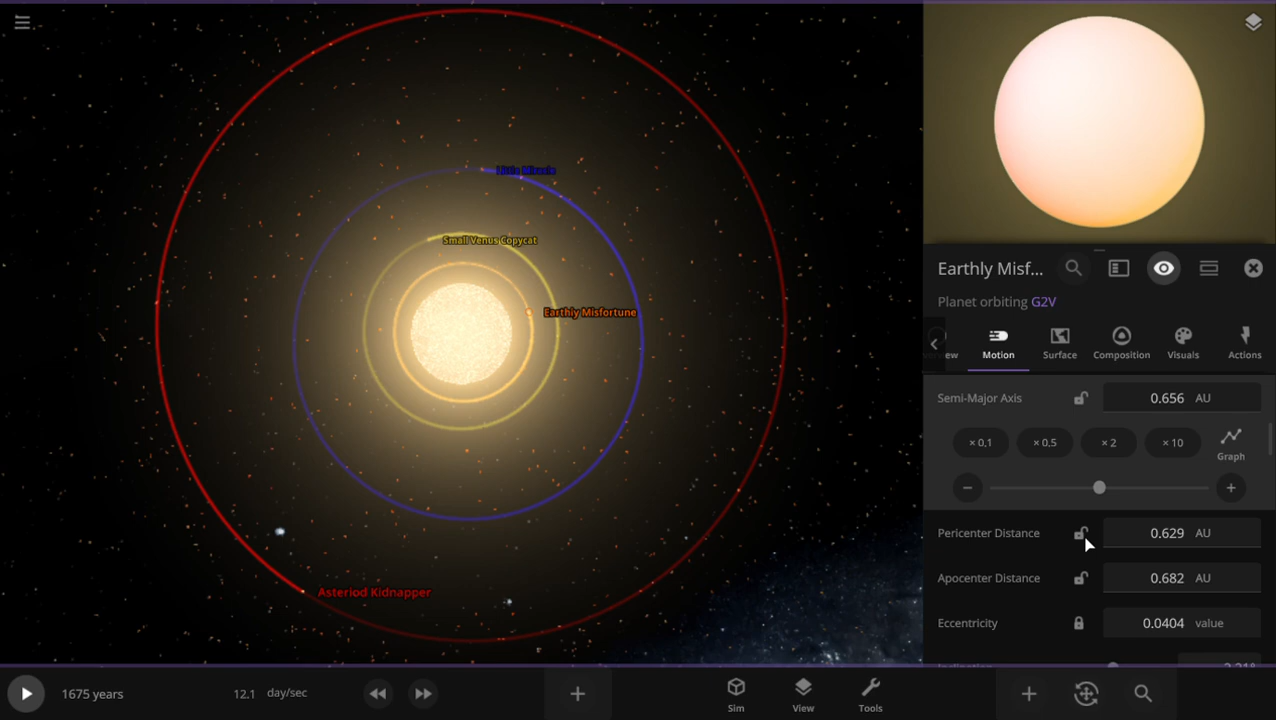 Little Miracle
Small Venus Copycat
Earthly Misfortune
Asteriod Kidnapper
Earthly Misf...
Planet orbiting G2V
Motion
Surface
Composition
Visuals
Actions
Semi-Major Axis 0.656 AU
× 0.1 × 0.5 × 2 × 10
Graph
Pericenter Distance 0.629 AU
Apocenter Distance 0.682 AU
Eccentricity 0.0404 value
1675 years 12.1 day/sec
Sim View Tools